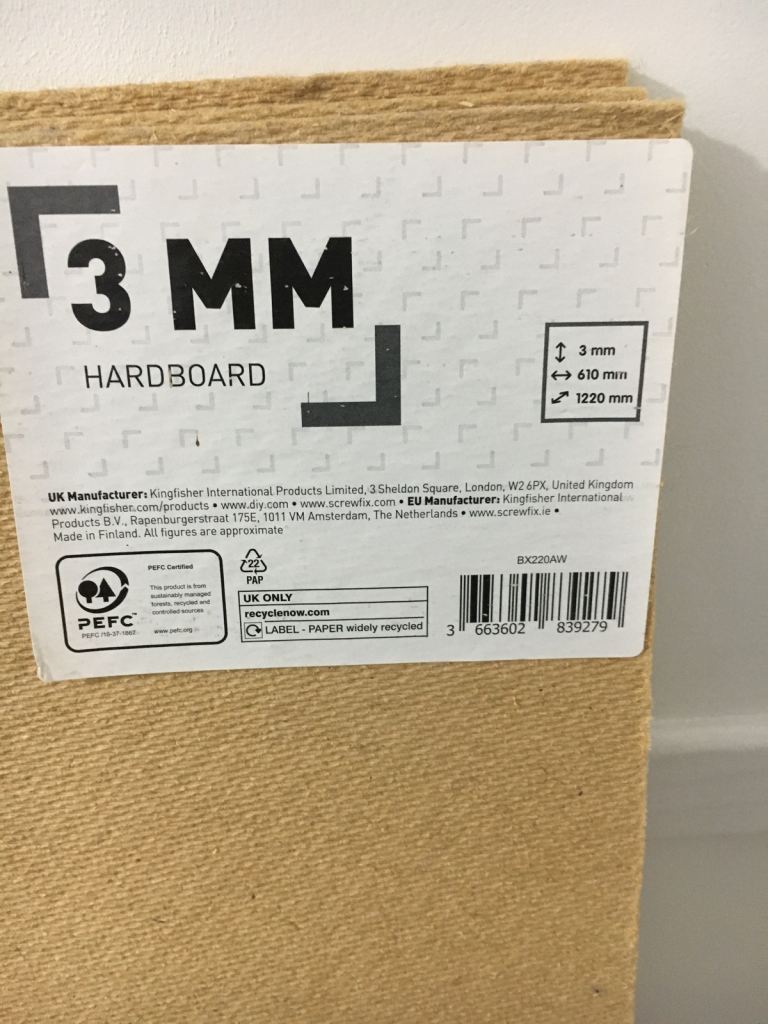 3 MM
HARDBOARD
3 mm
610 mm
1220 mm
UK Manufacturer: Kingfisher International Products Limited, 3 Sheldon Square, London, W2 6PX, United Kingdom
www.kingfisher.com/products • www.diy.com • www.screwfix.com • EU Manufacturer: Kingfisher International
Products B.V., Rapenburgerstraat 175E, 1011 VM Amsterdam, The Netherlands • www.screwfix.ie •
Made in Finland. All figures are approximate
PEFC Certified
This product is from
sustainably managed
forests, recycled and
controlled sources
www.pefc.org
PEFC™
PEFC /16-37-1867
22
PAP
UK ONLY
recyclenow.com
LABEL - PAPER widely recycled
BX220AW
3 663602 839279